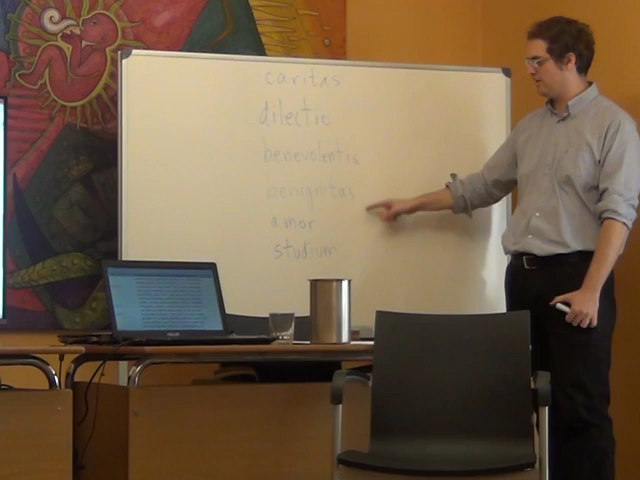 caritas
dilectio
benevolentia
benignitas
amor
studium